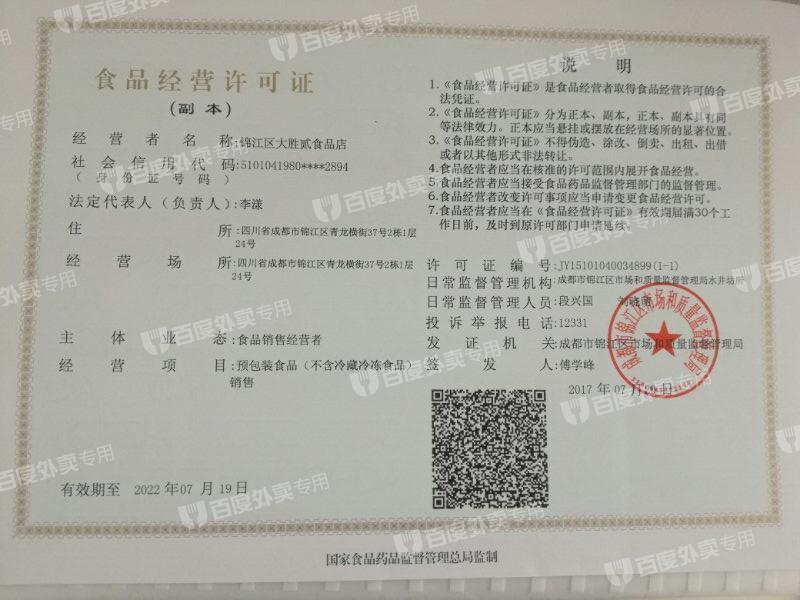 食品经营许可证
(副本)
经营者名称:锦江区大胜贰食品店
社会信用代码:5101041980****2894
(身份证号码)
法定代表人(负责人):李漾
住所:四川省成都市锦江区青龙横街37号2栋1层
24号
经营场所:四川省成都市锦江区青龙横街37号2栋1层
24号
主体业态:食品销售经营者
经营项目:预包装食品(不含冷藏冷冻食品)
销售
有效期至 2022 年07 月19日
说 明
1.《食品经营许可证》是食品经营者取得食品经营许可的合
法凭证。
2.《食品经营许可证》分为正本、副本,正本、副本具有同
等法律效力。正本应当悬挂或摆放在经营场所的显著位置。
3.《食品经营许可证》不得伪造、涂改、倒卖、出租、出借
或者以其他形式非法转让。
4.食品经营者应当在核准的许可范围内展开食品经营。
5.食品经营者应当接受食品药品监督管理部门的监督管理。
6.食品经营者改变许可事项应当申请变更食品经营许可。
7.食品经营者应当在《食品经营许可证》有效期届满30个工
作日前,及时到原许可部门申请延续。
许可证编号:JY15101040034899(1-1)
日常监督管理机构:成都市锦江区市场和质量监督管理局水井坊所
日常监督管理人员:段兴国
投诉举报电话:12331
发证机关:成都市锦江区市场和质量监督管理局
签发人:傅学峰
2017 年 07 月 日
成都市锦江区市场和质量监督管理局
国家食品药品监督管理总局监制
百度外卖专用